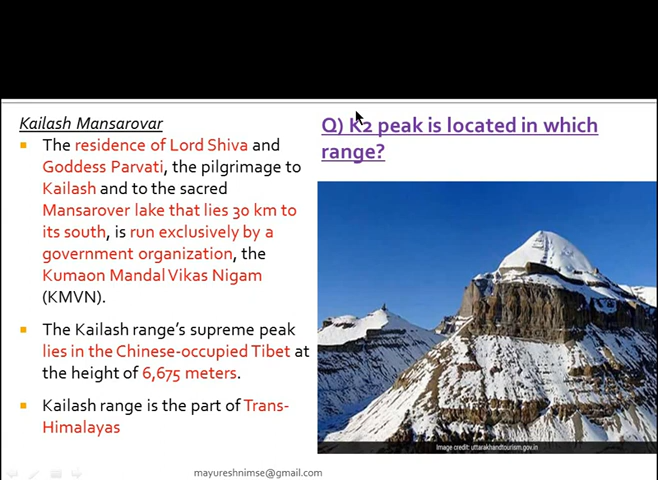 Kailash Mansarovar
The residence of Lord Shiva and
Goddess Parvati, the pilgrimage to
Kailash and to the sacred
Mansarover lake that lies 30 km to
its south, is run exclusively by a
government organization, the
Kumaon Mandal Vikas Nigam
(KMVN).
The Kailash range's supreme peak
lies in the Chinese-occupied Tibet at
the height of 6,675 meters.
Kailash range is the part of Trans-
Himalayas
Q) K2 peak is located in which
range?
Image credit: uttarakhandtourism.gov.in
mayureshnimse@gmail.com